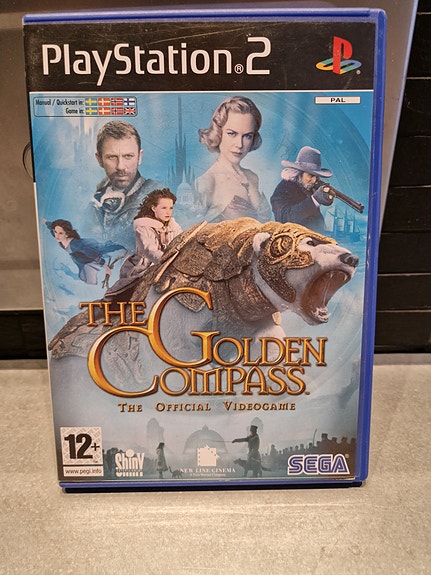 PlayStation®2
PAL
Manual / Quickstart in:
Game in:
THE
GOLDEN
COMPASS™
THE OFFICIAL VIDEOGAME
12+
www.pegi.info
Shiny
NEW LINE CINEMA
SEGA